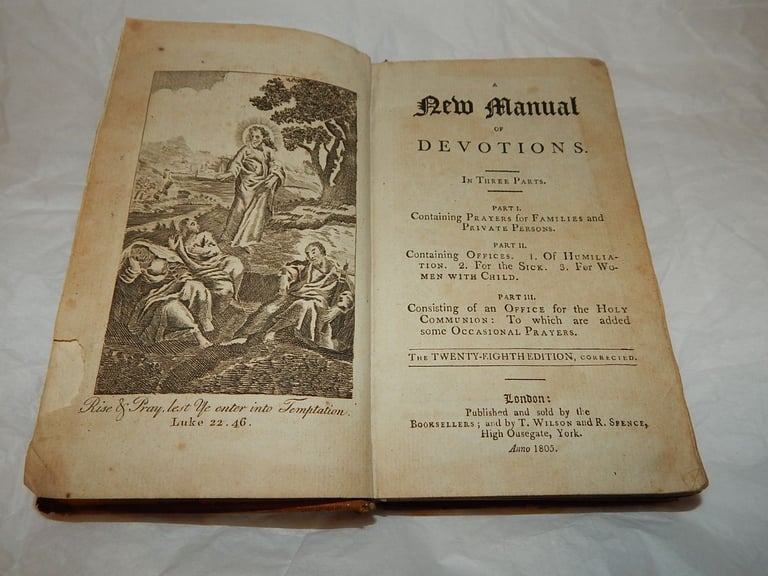 Rise & Pray, lest Ye enter into Temptation.
Luke 22.46.
A
New Manual
OF
DEVOTIONS.
IN THREE PARTS.
PART I.
Containing PRAYERS for FAMILIES and
PRIVATE PERSONS.
PART II.
Containing OFFICES. 1. Of HUMILIA-
TION. 2. For the SICK. 3. For WO-
MEN WITH CHILD.
PART III.
Consisting of an OFFICE for the HOLY
COMMUNION: To which are added
some OCCASIONAL PRAYERS.
THE TWENTY-EIGHTH EDITION, CORRECTED.
London:
Published and sold by the
BOOKSELLERS; and by T. WILSON and R. SPENCE,
High Ousegate, York.
Anno 1805.